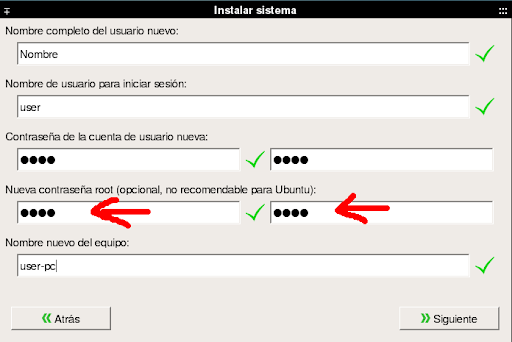 Instalar sistema
Nombre completo del usuario nuevo:
Nombre
Nombre de usuario para iniciar sesión:
user
Contraseña de la cuenta de usuario nueva:
●●●● ●●●●
Nueva contraseña root (opcional, no recomendable para Ubuntu):
●●●● ●●●●
Nombre nuevo del equipo:
user-pc
Atrás Siguiente